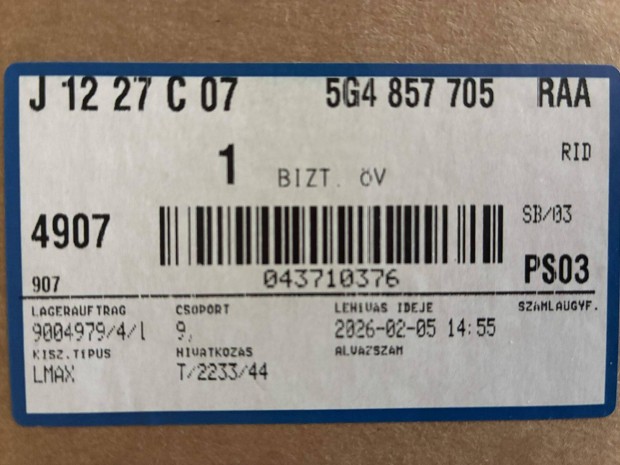 J 12 27 C 07 5G4 857 705 RAA
1 BIZT. öV RID
4907 SB/03
907 043710376 PS03
LAGERAUFTRAG CSOPORT LEHIVAS IDEJE SZAMLAUGYF.
9004979/4/1 9, 2026-02-05 14:55
KISZ.TIPUS HIVATKOZAS ALVAZSZAM
LMAX T/2233/44